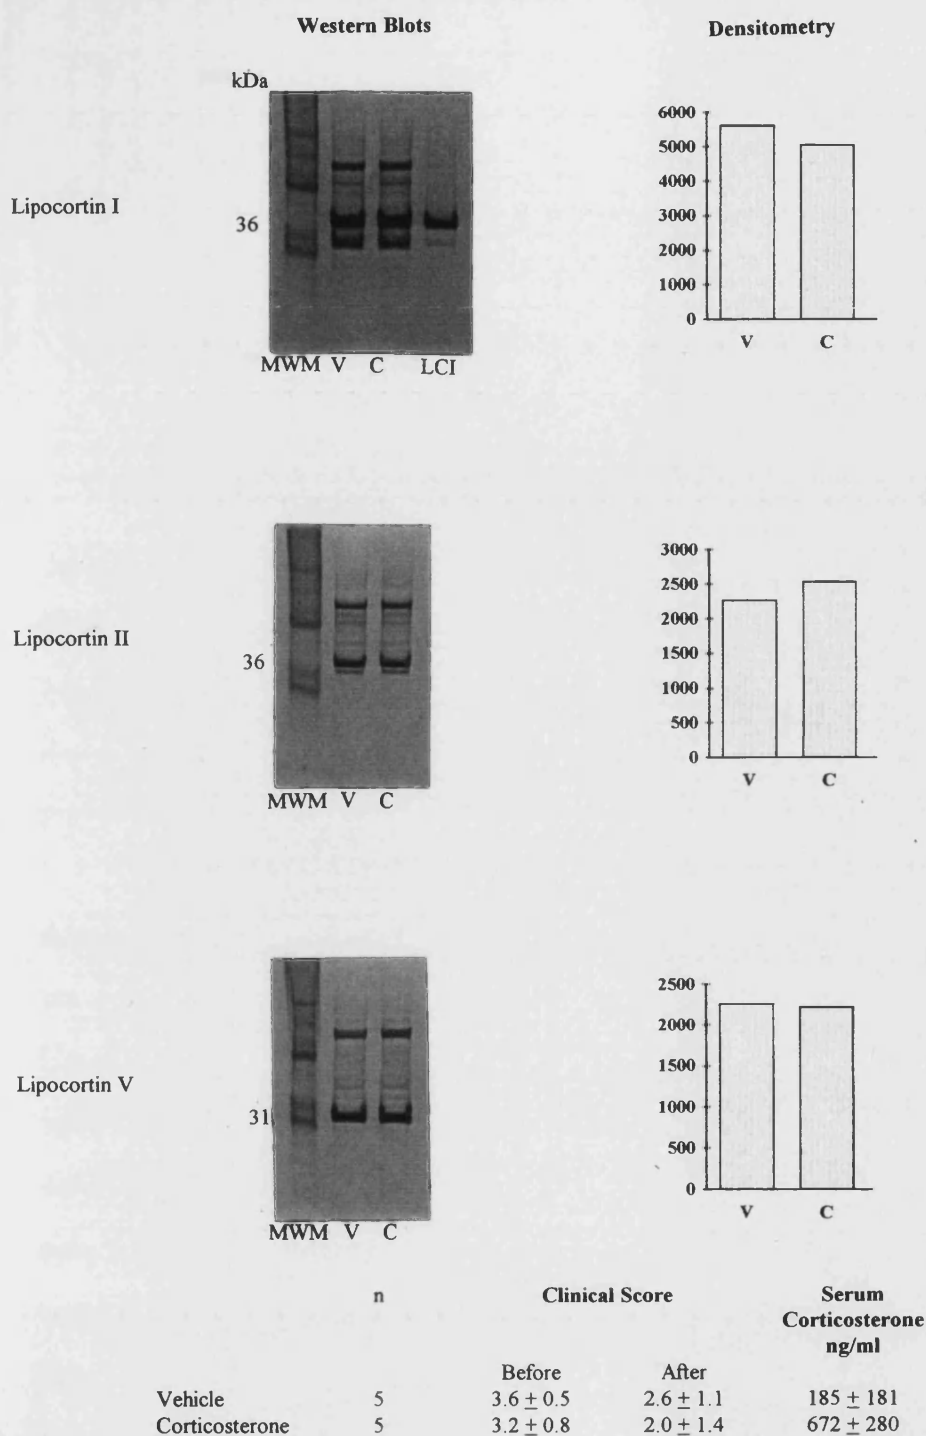 Western Blots Densitometry
kDa
Lipocortin I
36
MWM V C LCI
6000
5000
4000
3000
2000
1000
0
V C
Lipocortin II
36
MWM V C
3000
2500
2000
1500
1000
500
0
V C
Lipocortin V
31
MWM V C
2500
2000
1500
1000
500
0
V C
n Clinical Score Serum
Corticosterone
ng/ml
Before After
Vehicle 5 3.6 ± 0.5 2.6 ± 1.1 185 ± 181
Corticosterone 5 3.2 ± 0.8 2.0 ± 1.4 672 ± 280